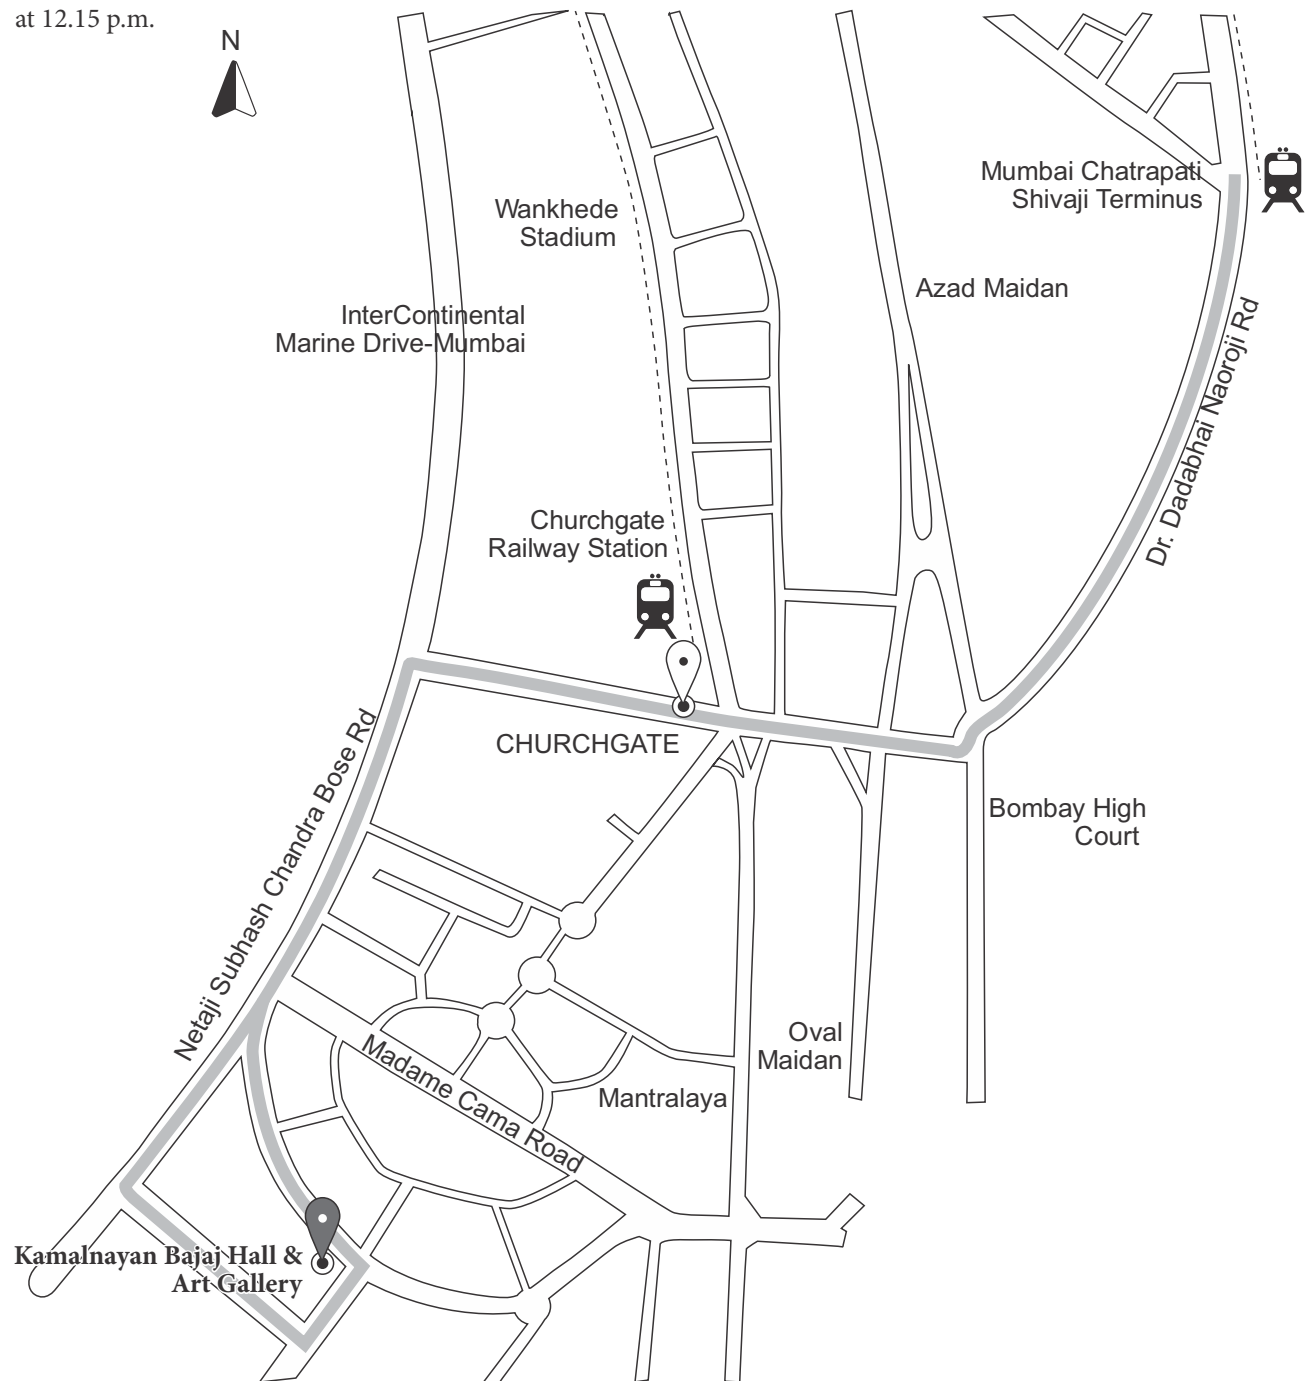 at 12.15 p.m.
N
Mumbai Chatrapati
Shivaji Terminus
Wankhede
Stadium
Azad Maidan
InterContinental
Marine Drive-Mumbai
Dr. Dadabhai Naoroji Rd
Churchgate
Railway Station
CHURCHGATE
Netaji Subhash Chandra Bose Rd
Bombay High
Court
Oval
Maidan
Madame Cama Road
Mantralaya
Kamalnayan Bajaj Hall &
Art Gallery